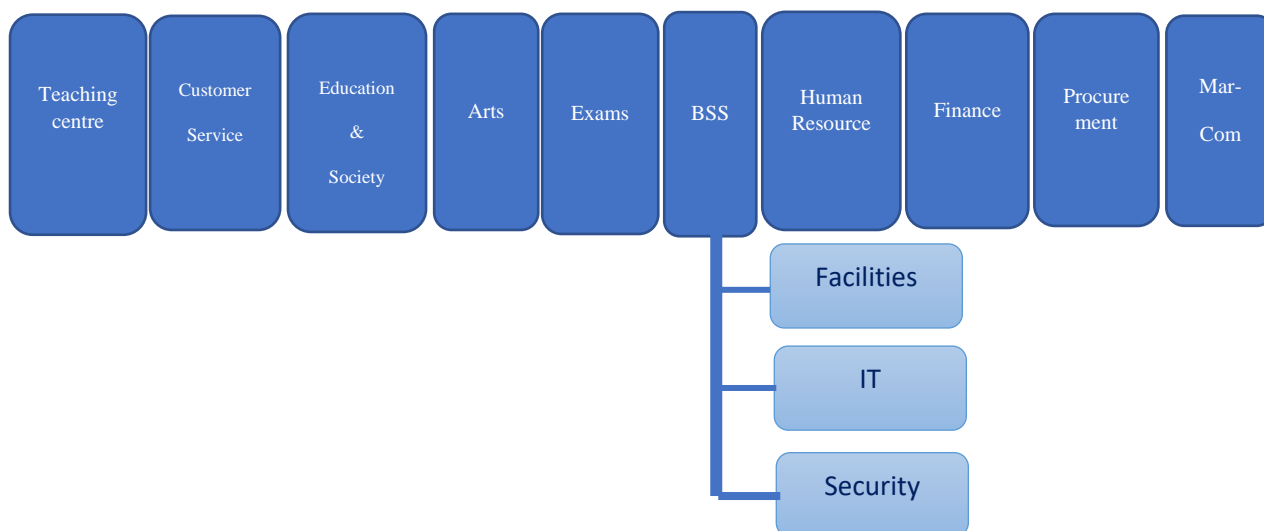 Teaching
centre
Customer
Service
Education
&
Society
Arts
Exams
BSS
Human
Resource
Finance
Procure
ment
Mar-
Com
Facilities
IT
Security